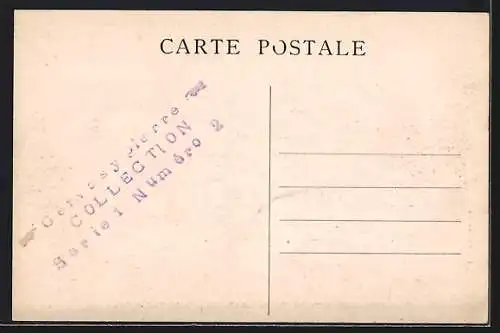 CARTE POSTALE
COLLECTION
Serie 1 Numéro 2